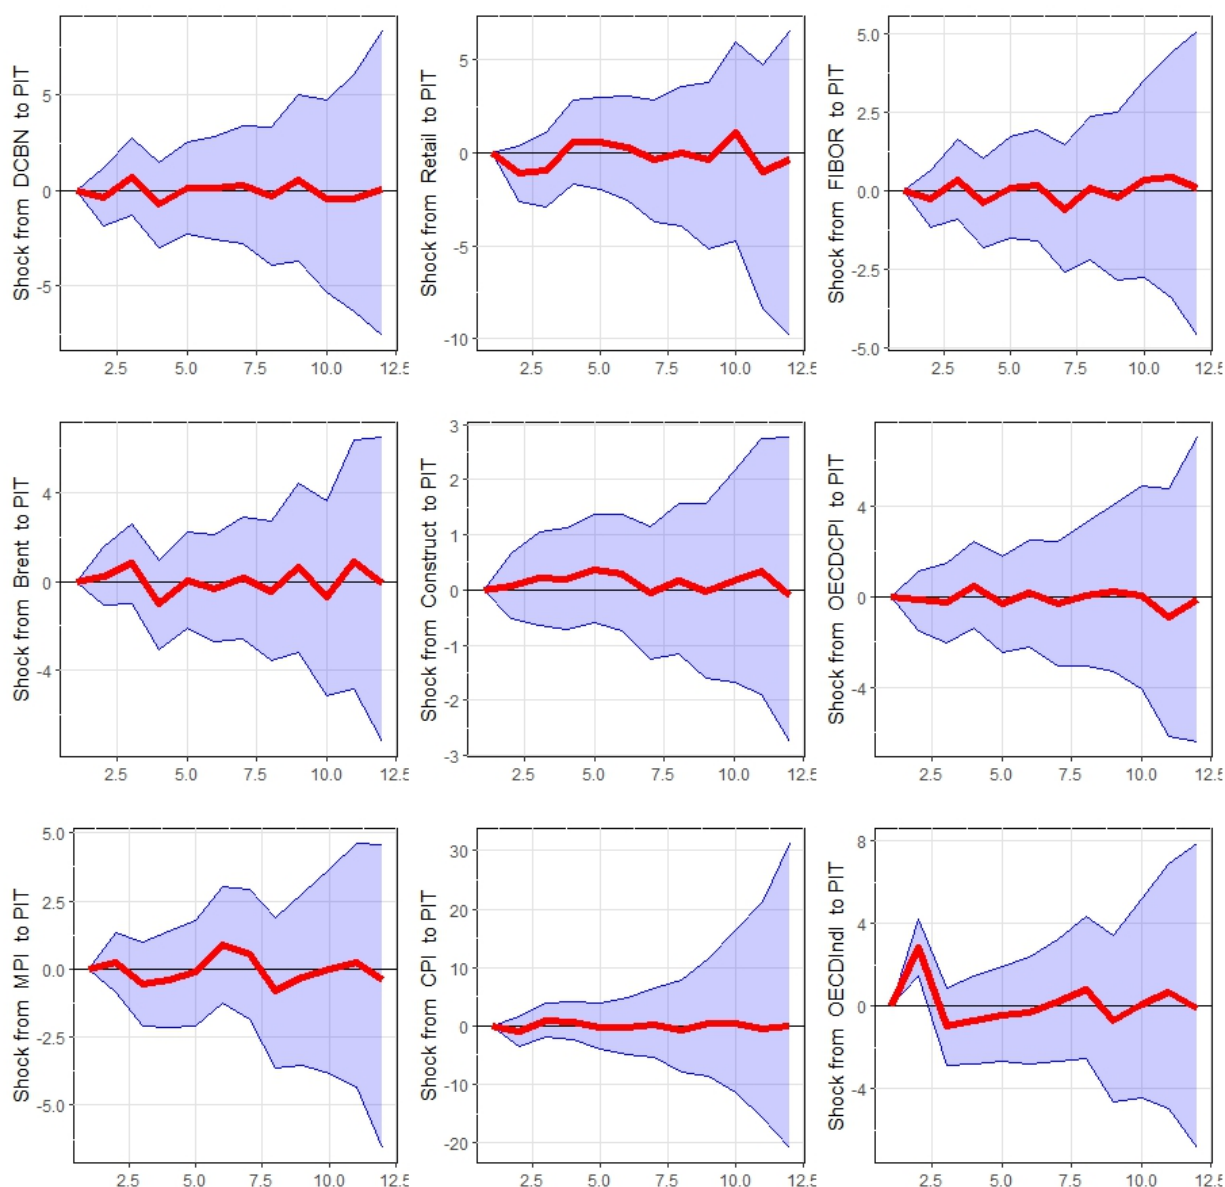 Shock from DCBN to PIT
5
0
-5
2.5 5.0 7.5 10.0 12.5
Shock from Retail to PIT
5
0
-5
-10
2.5 5.0 7.5 10.0 12.5
Shock from FIBOR to PIT
5.0
2.5
0.0
-2.5
-5.0
2.5 5.0 7.5 10.0 12.5
Shock from Brent to PIT
4
0
-4
2.5 5.0 7.5 10.0 12.5
Shock from Construct to PIT
3
2
1
0
-1
-2
-3
2.5 5.0 7.5 10.0 12.5
Shock from OECDCPI to PIT
4
0
-4
2.5 5.0 7.5 10.0 12.5
Shock from MPI to PIT
5.0
2.5
0.0
-2.5
-5.0
2.5 5.0 7.5 10.0 12.5
Shock from CPI to PIT
30
20
10
0
-10
-20
2.5 5.0 7.5 10.0 12.5
Shock from OECDIndl to PIT
8
4
0
-4
2.5 5.0 7.5 10.0 12.5